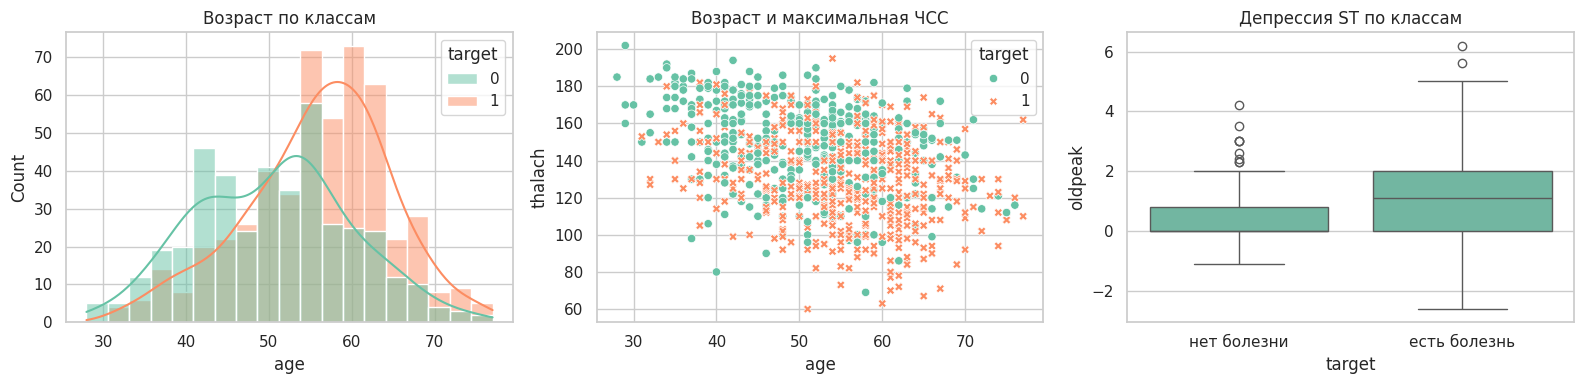 Возраст по классам
Count
70
60
50
40
30
20
10
0
30
40
50
60
70
age
target
0
1
Возраст и максимальная ЧСС
thalach
200
180
160
140
120
100
80
60
30
40
50
60
70
age
target
0
1
Депрессия ST по классам
oldpeak
6
4
2
0
−2
нет болезни
есть болезнь
target